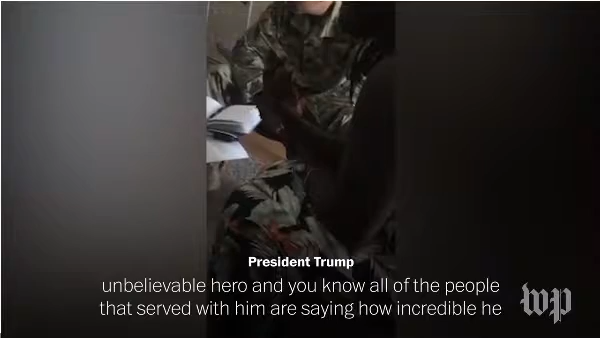 President Trump
unbelievable hero and you know all of the people
that served with him are saying how incredible he
wp